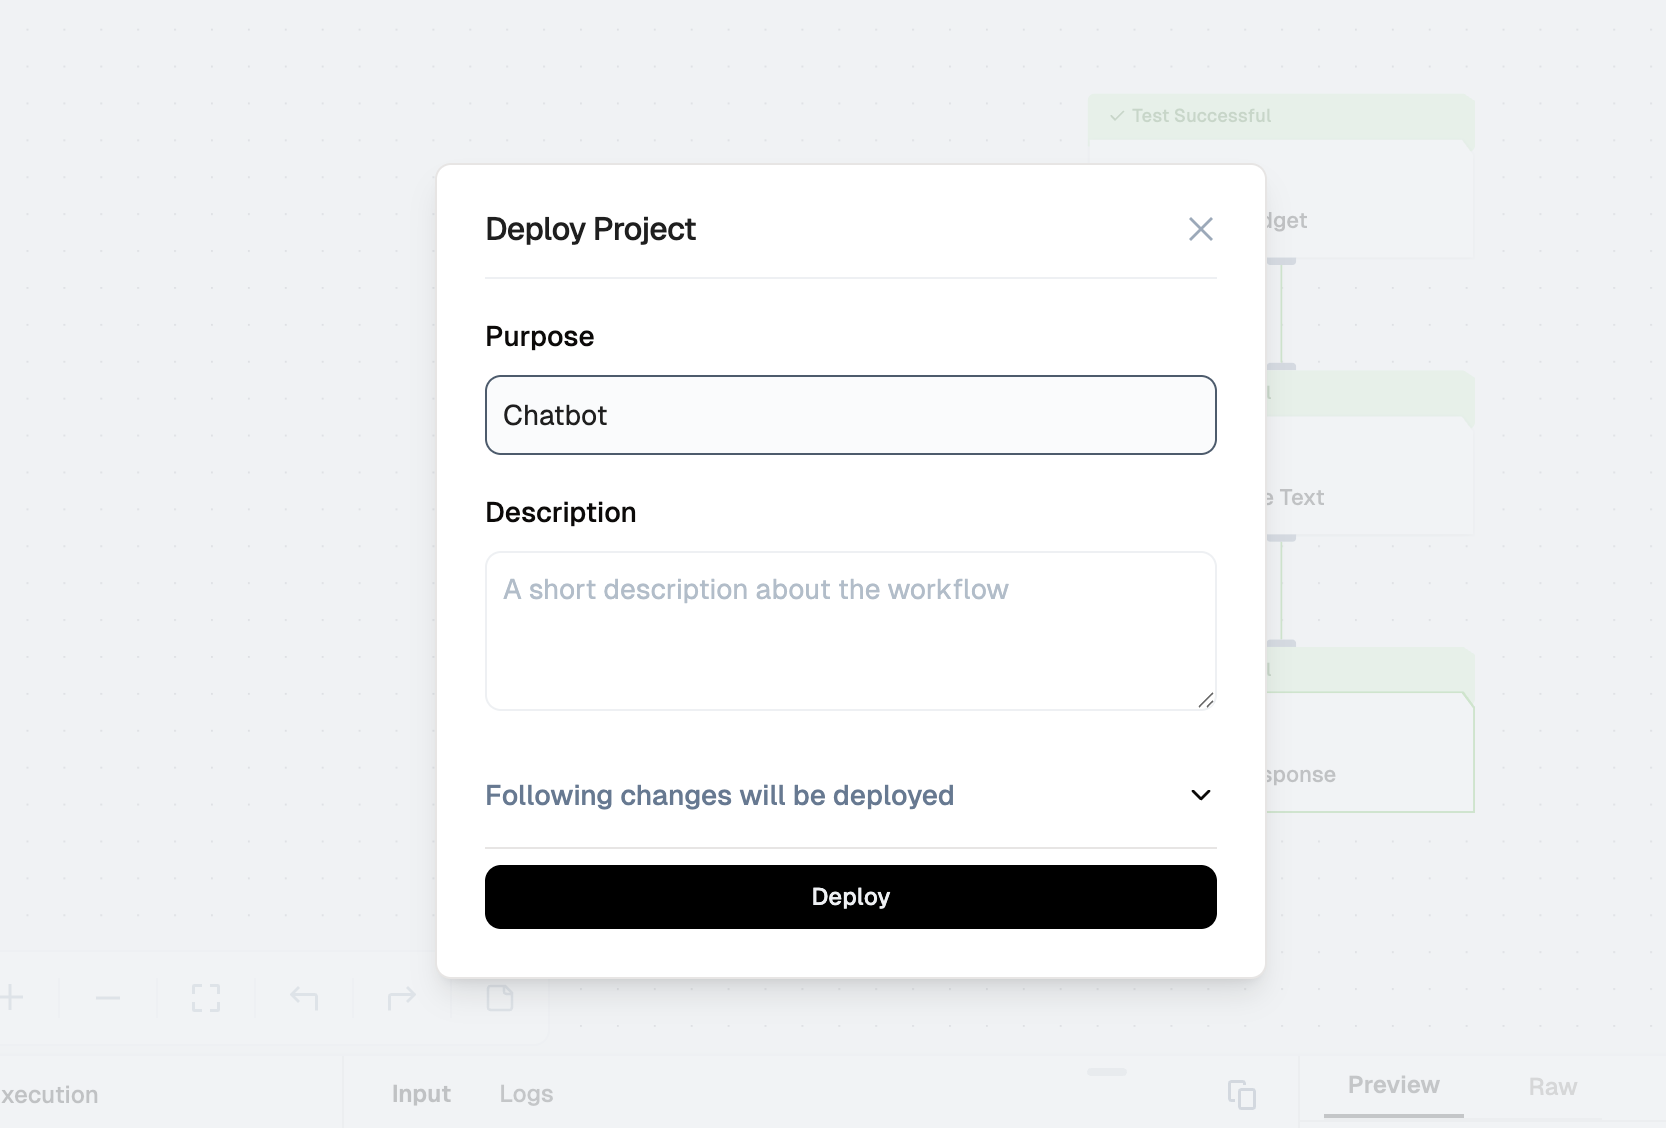 Test Successful
Deploy Project
dget
Purpose
Chatbot
Description
e Text
A short description about the workflow
sponse
Following changes will be deployed
Deploy
xecution
Input
Logs
Preview
Raw